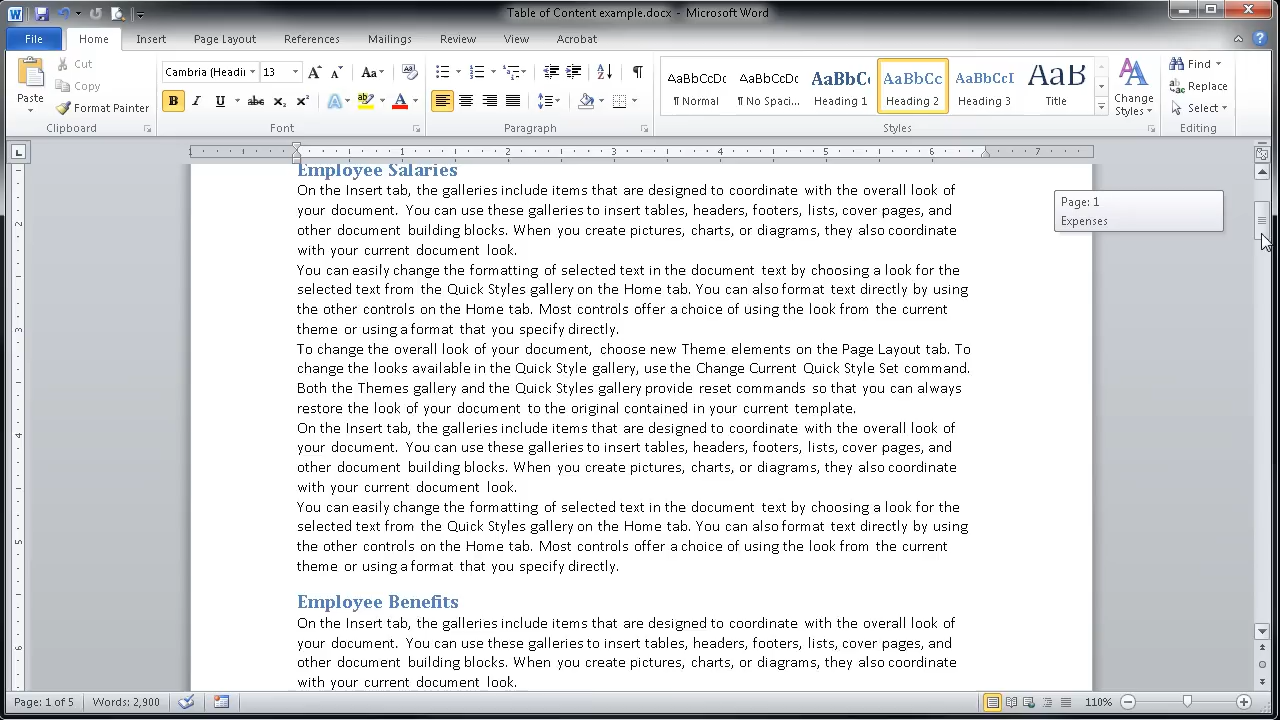 Table of Content example.docx - Microsoft Word
File Home Insert Page Layout References Mailings Review View Acrobat
Paste
Cut
Copy
Format Painter
Clipboard
Cambria (Headi 13
Font
Paragraph
AaBbCcDc AaBbCcDc AaBbC AaBbCc AaBbCcI AaB
¶ Normal ¶ No Spaci... Heading 1 Heading 2 Heading 3 Title
Change Styles
Styles
Find
Replace
Select
Editing
1 1 2 3 4 5 6 7
2
3
4
5
6
Page: 1
Expenses
Employee Salaries
On the Insert tab, the galleries include items that are designed to coordinate with the overall look of
your document. You can use these galleries to insert tables, headers, footers, lists, cover pages, and
other document building blocks. When you create pictures, charts, or diagrams, they also coordinate
with your current document look.
You can easily change the formatting of selected text in the document text by choosing a look for the
selected text from the Quick Styles gallery on the Home tab. You can also format text directly by using
the other controls on the Home tab. Most controls offer a choice of using the look from the current
theme or using a format that you specify directly.
To change the overall look of your document, choose new Theme elements on the Page Layout tab. To
change the looks available in the Quick Style gallery, use the Change Current Quick Style Set command.
Both the Themes gallery and the Quick Styles gallery provide reset commands so that you can always
restore the look of your document to the original contained in your current template.
On the Insert tab, the galleries include items that are designed to coordinate with the overall look of
your document. You can use these galleries to insert tables, headers, footers, lists, cover pages, and
other document building blocks. When you create pictures, charts, or diagrams, they also coordinate
with your current document look.
You can easily change the formatting of selected text in the document text by choosing a look for the
selected text from the Quick Styles gallery on the Home tab. You can also format text directly by using
the other controls on the Home tab. Most controls offer a choice of using the look from the current
theme or using a format that you specify directly.
Employee Benefits
On the Insert tab, the galleries include items that are designed to coordinate with the overall look of
your document. You can use these galleries to insert tables, headers, footers, lists, cover pages, and
other document building blocks. When you create pictures, charts, or diagrams, they also coordinate
with your current document look.
Page: 1 of 5 Words: 2,900 110%